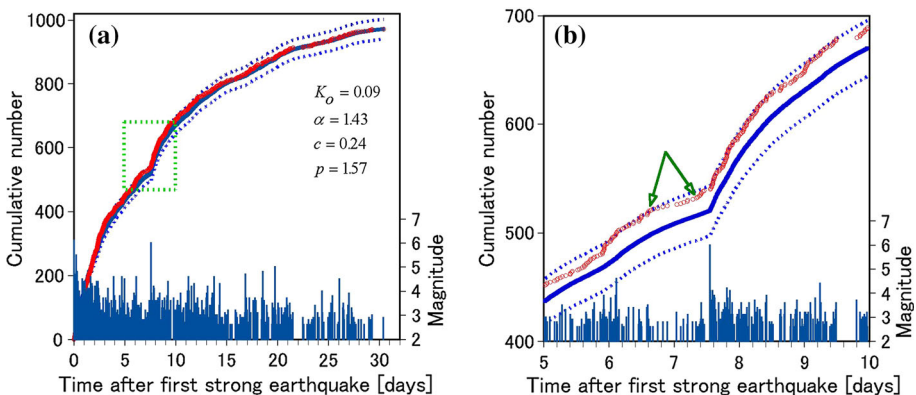 (a)
Cumulative number
1000
800
600
400
200
0
K_o = 0.09
α = 1.43
c = 0.24
p = 1.57
7
6
5
4
3
2
Magnitude
0 5 10 15 20 25 30
Time after first strong earthquake [days]
(b)
Cumulative number
700
600
500
400
7
6
5
4
3
2
Magnitude
5 6 7 8 9 10
Time after first strong earthquake [days]